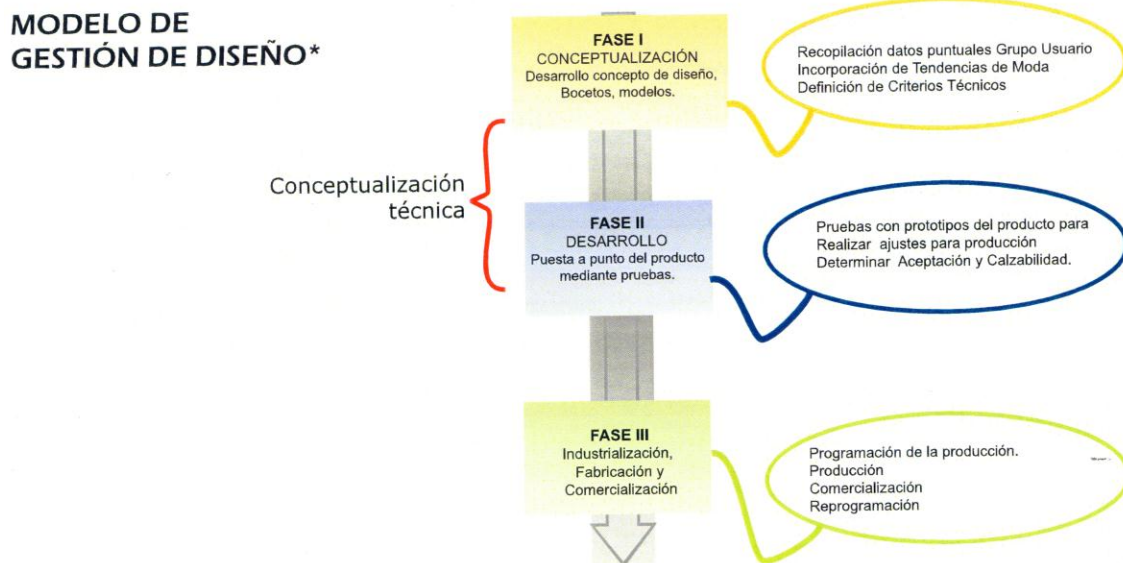 MODELO DE
GESTIÓN DE DISEÑO*
FASE I
CONCEPTUALIZACIÓN
Desarrollo concepto de diseño,
Bocetos, modelos.
Recopilación datos puntuales Grupo Usuario
Incorporación de Tendencias de Moda
Definición de Criterios Técnicos
Conceptualización
técnica
FASE II
DESARROLLO
Puesta a punto del producto
mediante pruebas.
Pruebas con prototipos del producto para
Realizar ajustes para producción
Determinar Aceptación y Calzabilidad.
FASE III
Industrialización,
Fabricación y
Comercialización
Programación de la producción.
Producción
Comercialización
Reprogramación